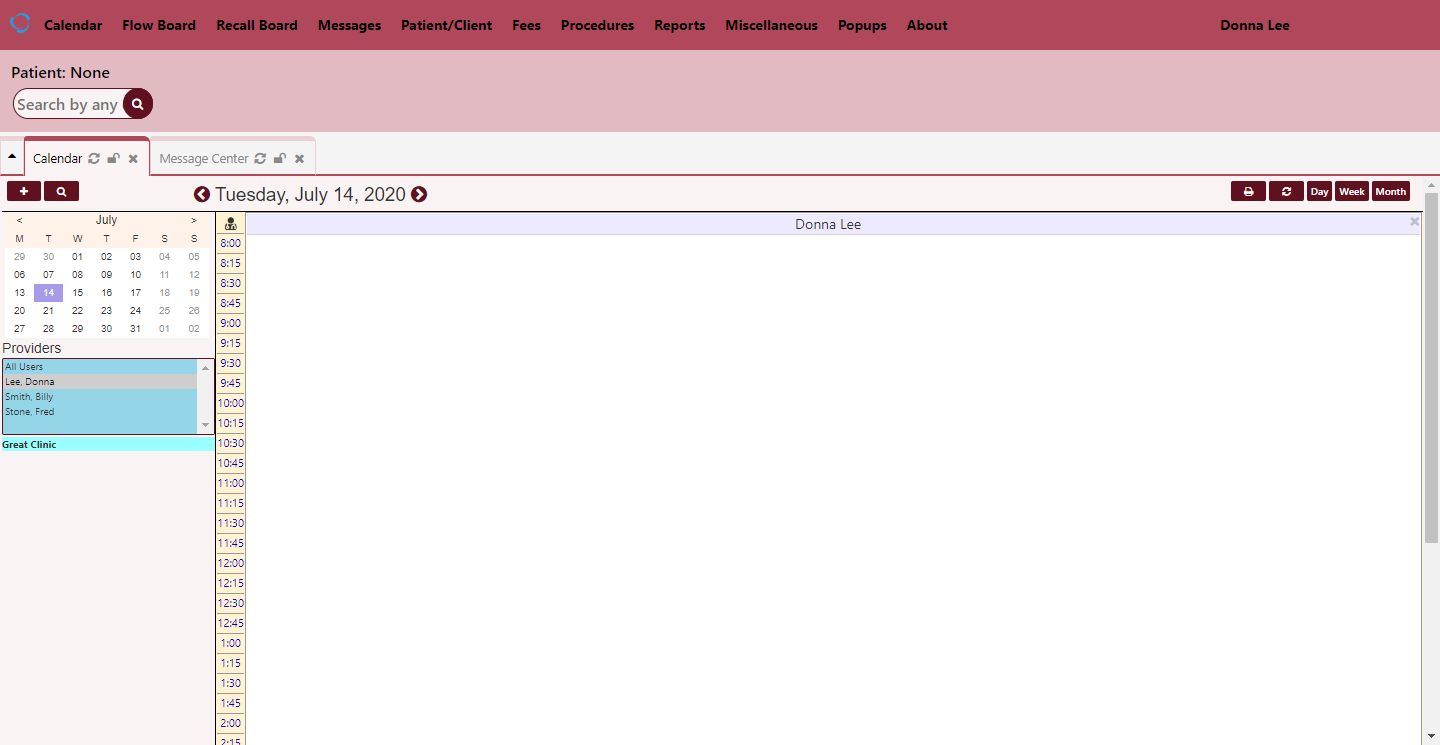 Calendar Flow Board Recall Board Messages Patient/Client Fees Procedures Reports Miscellaneous Popups About Donna Lee
Patient: None
Search by any
Calendar Message Center
Tuesday, July 14, 2020 Day Week Month
< July >
M T W T F S S
29 30 01 02 03 04 05
06 07 08 09 10 11 12
13 14 15 16 17 18 19
20 21 22 23 24 25 26
27 28 29 30 31 01 02
Providers
All Users
Lee, Donna
Smith, Billy
Stone, Fred
Great Clinic
Donna Lee
8:00
8:15
8:30
8:45
9:00
9:15
9:30
9:45
10:00
10:15
10:30
10:45
11:00
11:15
11:30
11:45
12:00
12:15
12:30
12:45
1:00
1:15
1:30
1:45
2:00
2:15